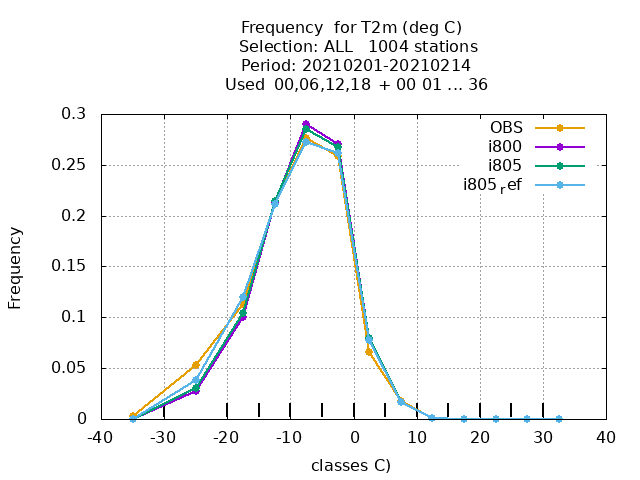 Frequency  for T2m (deg C)
Selection: ALL   1004 stations
Period: 20210201-20210214
Used  00,06,12,18 + 00 01 ... 36
0.3
0.25
0.2
0.15
0.1
0.05
0
Frequency
OBS
i800
i805
i805ref
-40 -30 -20 -10 0 10 20 30 40
classes C)